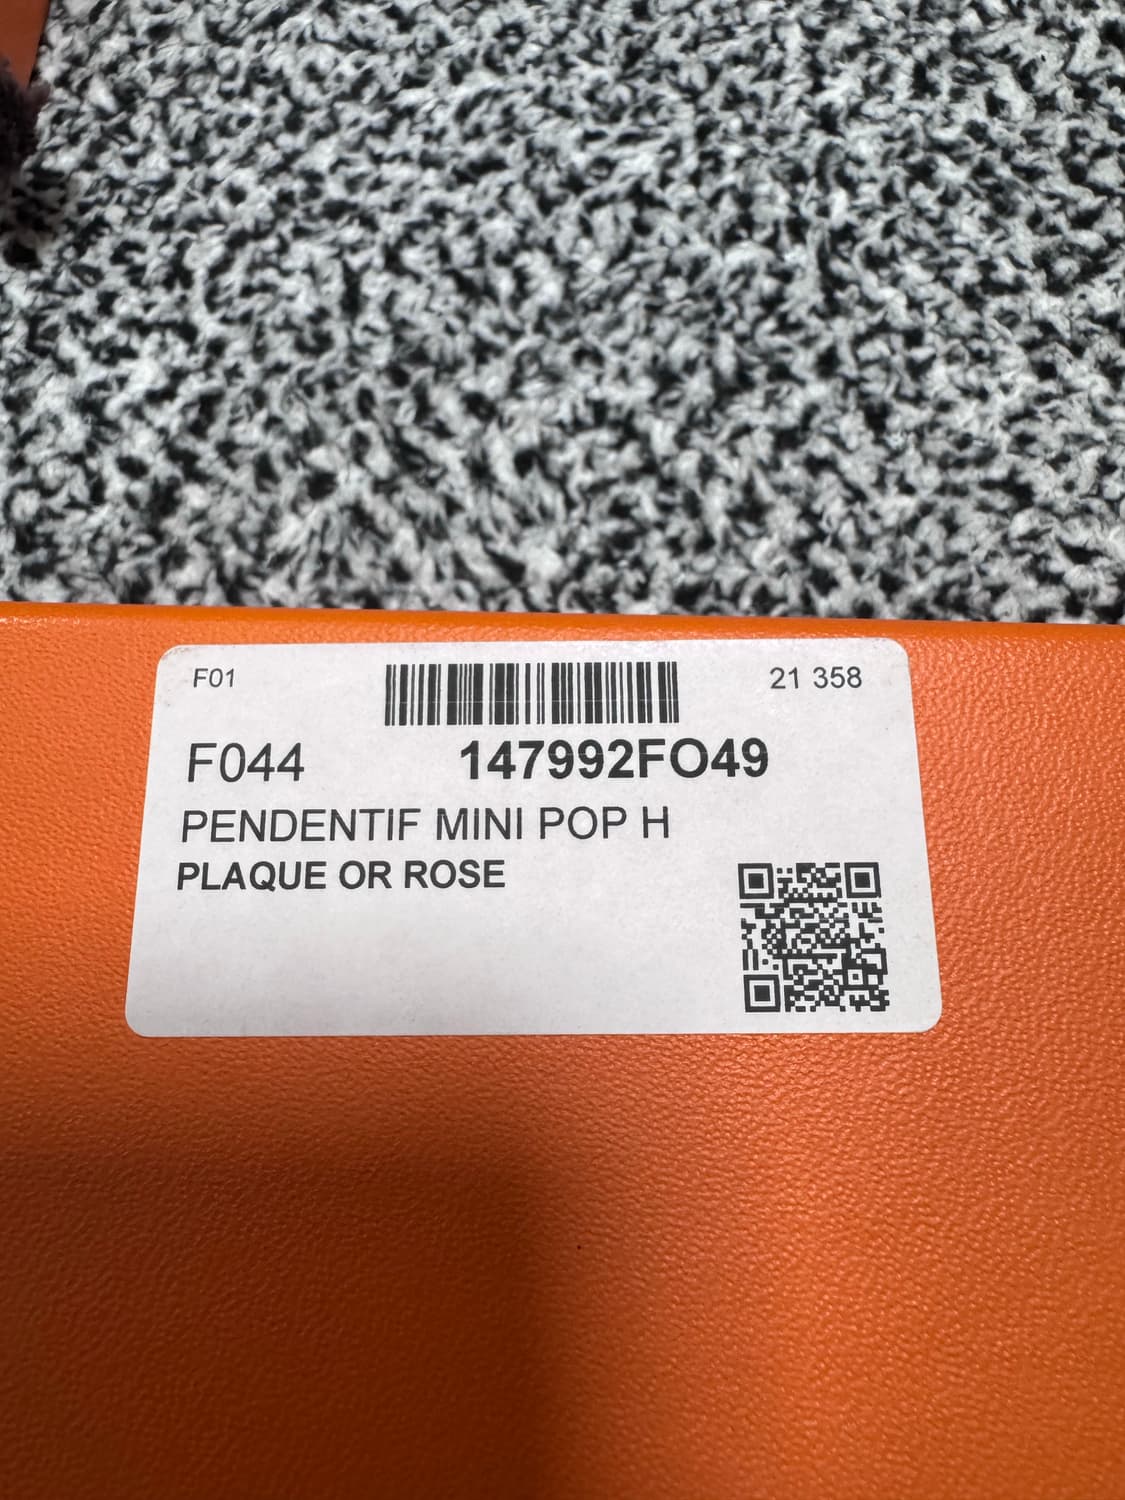 F01 21 358
F044 147992FO49
PENDENTIF MINI POP H
PLAQUE OR ROSE